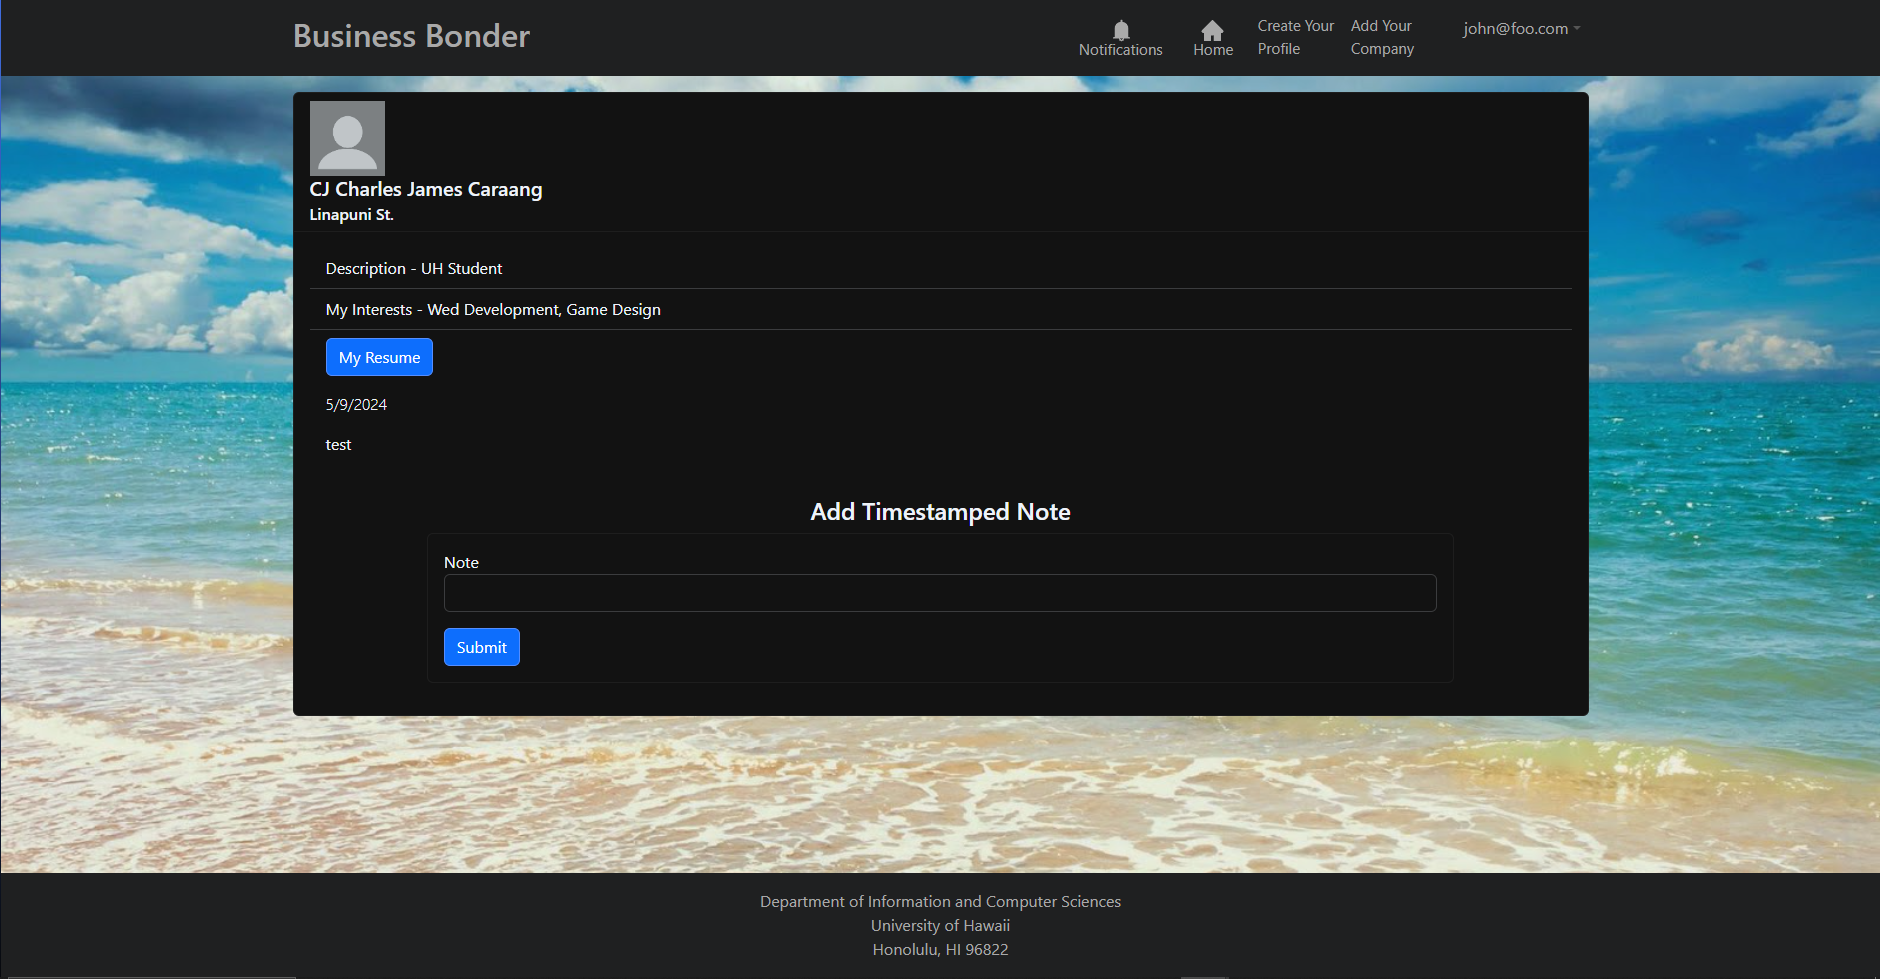 Business Bonder
Notifications
Home
Create Your
Profile
Add Your
Company
john@foo.com
CJ Charles James Caraang
Linapuni St.
Description - UH Student
My Interests - Wed Development, Game Design
My Resume
5/9/2024
test
Add Timestamped Note
Note
Submit
Department of Information and Computer Sciences
University of Hawaii
Honolulu, HI 96822